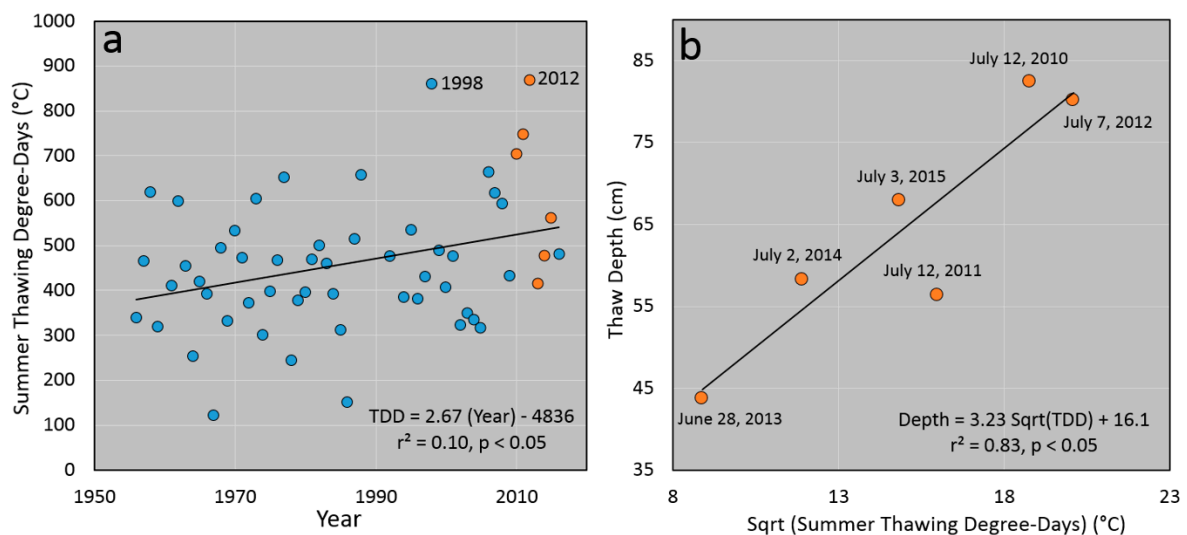 a
1000
900
800
700
600
500
400
300
200
100
0
Summer Thawing Degree-Days (°C)
1998
2012
TDD = 2.67 (Year) - 4836
r² = 0.10, p < 0.05
1950
1970
1990
2010
Year
b
85
75
65
55
45
35
Thaw Depth (cm)
July 12, 2010
July 7, 2012
July 3, 2015
July 2, 2014
July 12, 2011
June 28, 2013
Depth = 3.23 Sqrt(TDD) + 16.1
r² = 0.83, p < 0.05
8
13
18
23
Sqrt (Summer Thawing Degree-Days) (°C)